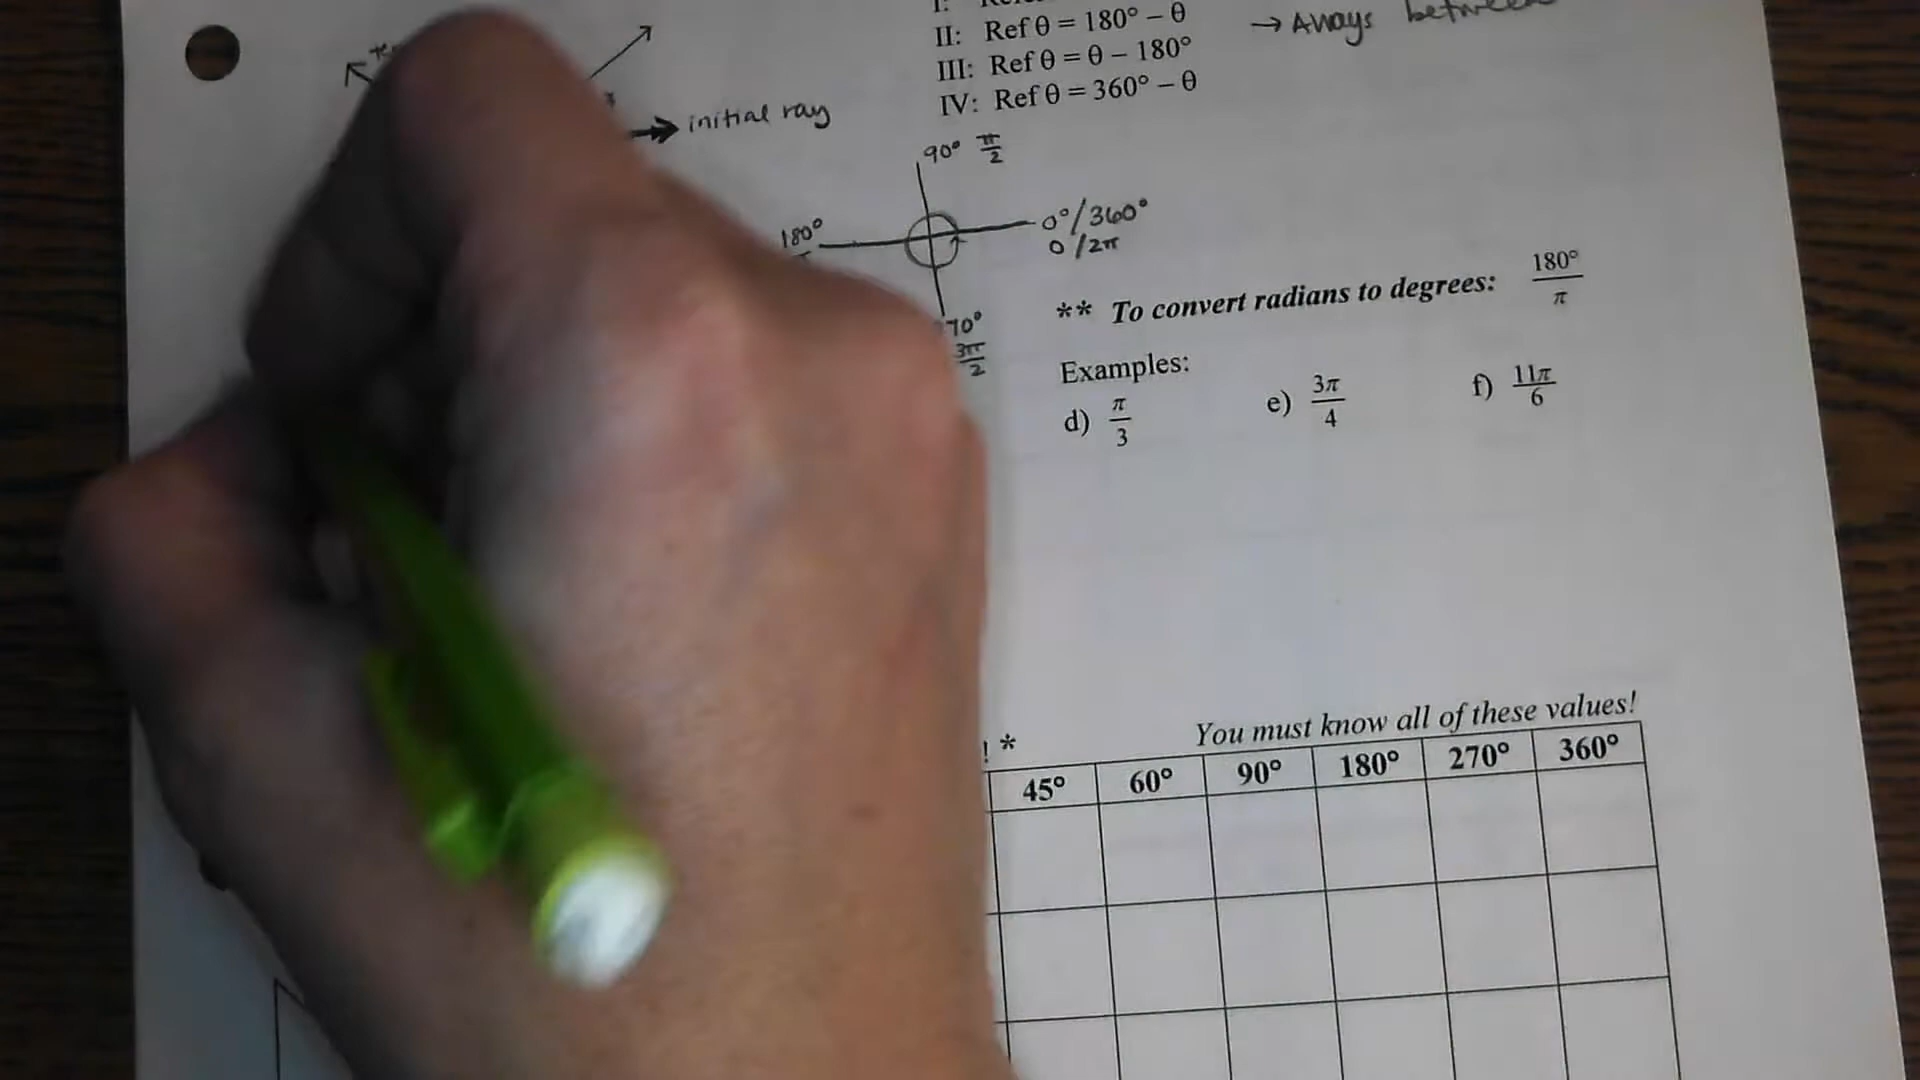 II: Ref θ = 180° – θ
→ Always between
III: Ref θ = θ – 180°
IV: Ref θ = 360° – θ
initial ray
90° π/2
180°
0°/360°
0/2π
70°
3π/2
** To convert radians to degrees: 180°/π
Examples:
d) π/3 e) 3π/4 f) 11π/6
! * You must know all of these values!
45° 60° 90° 180° 270° 360°